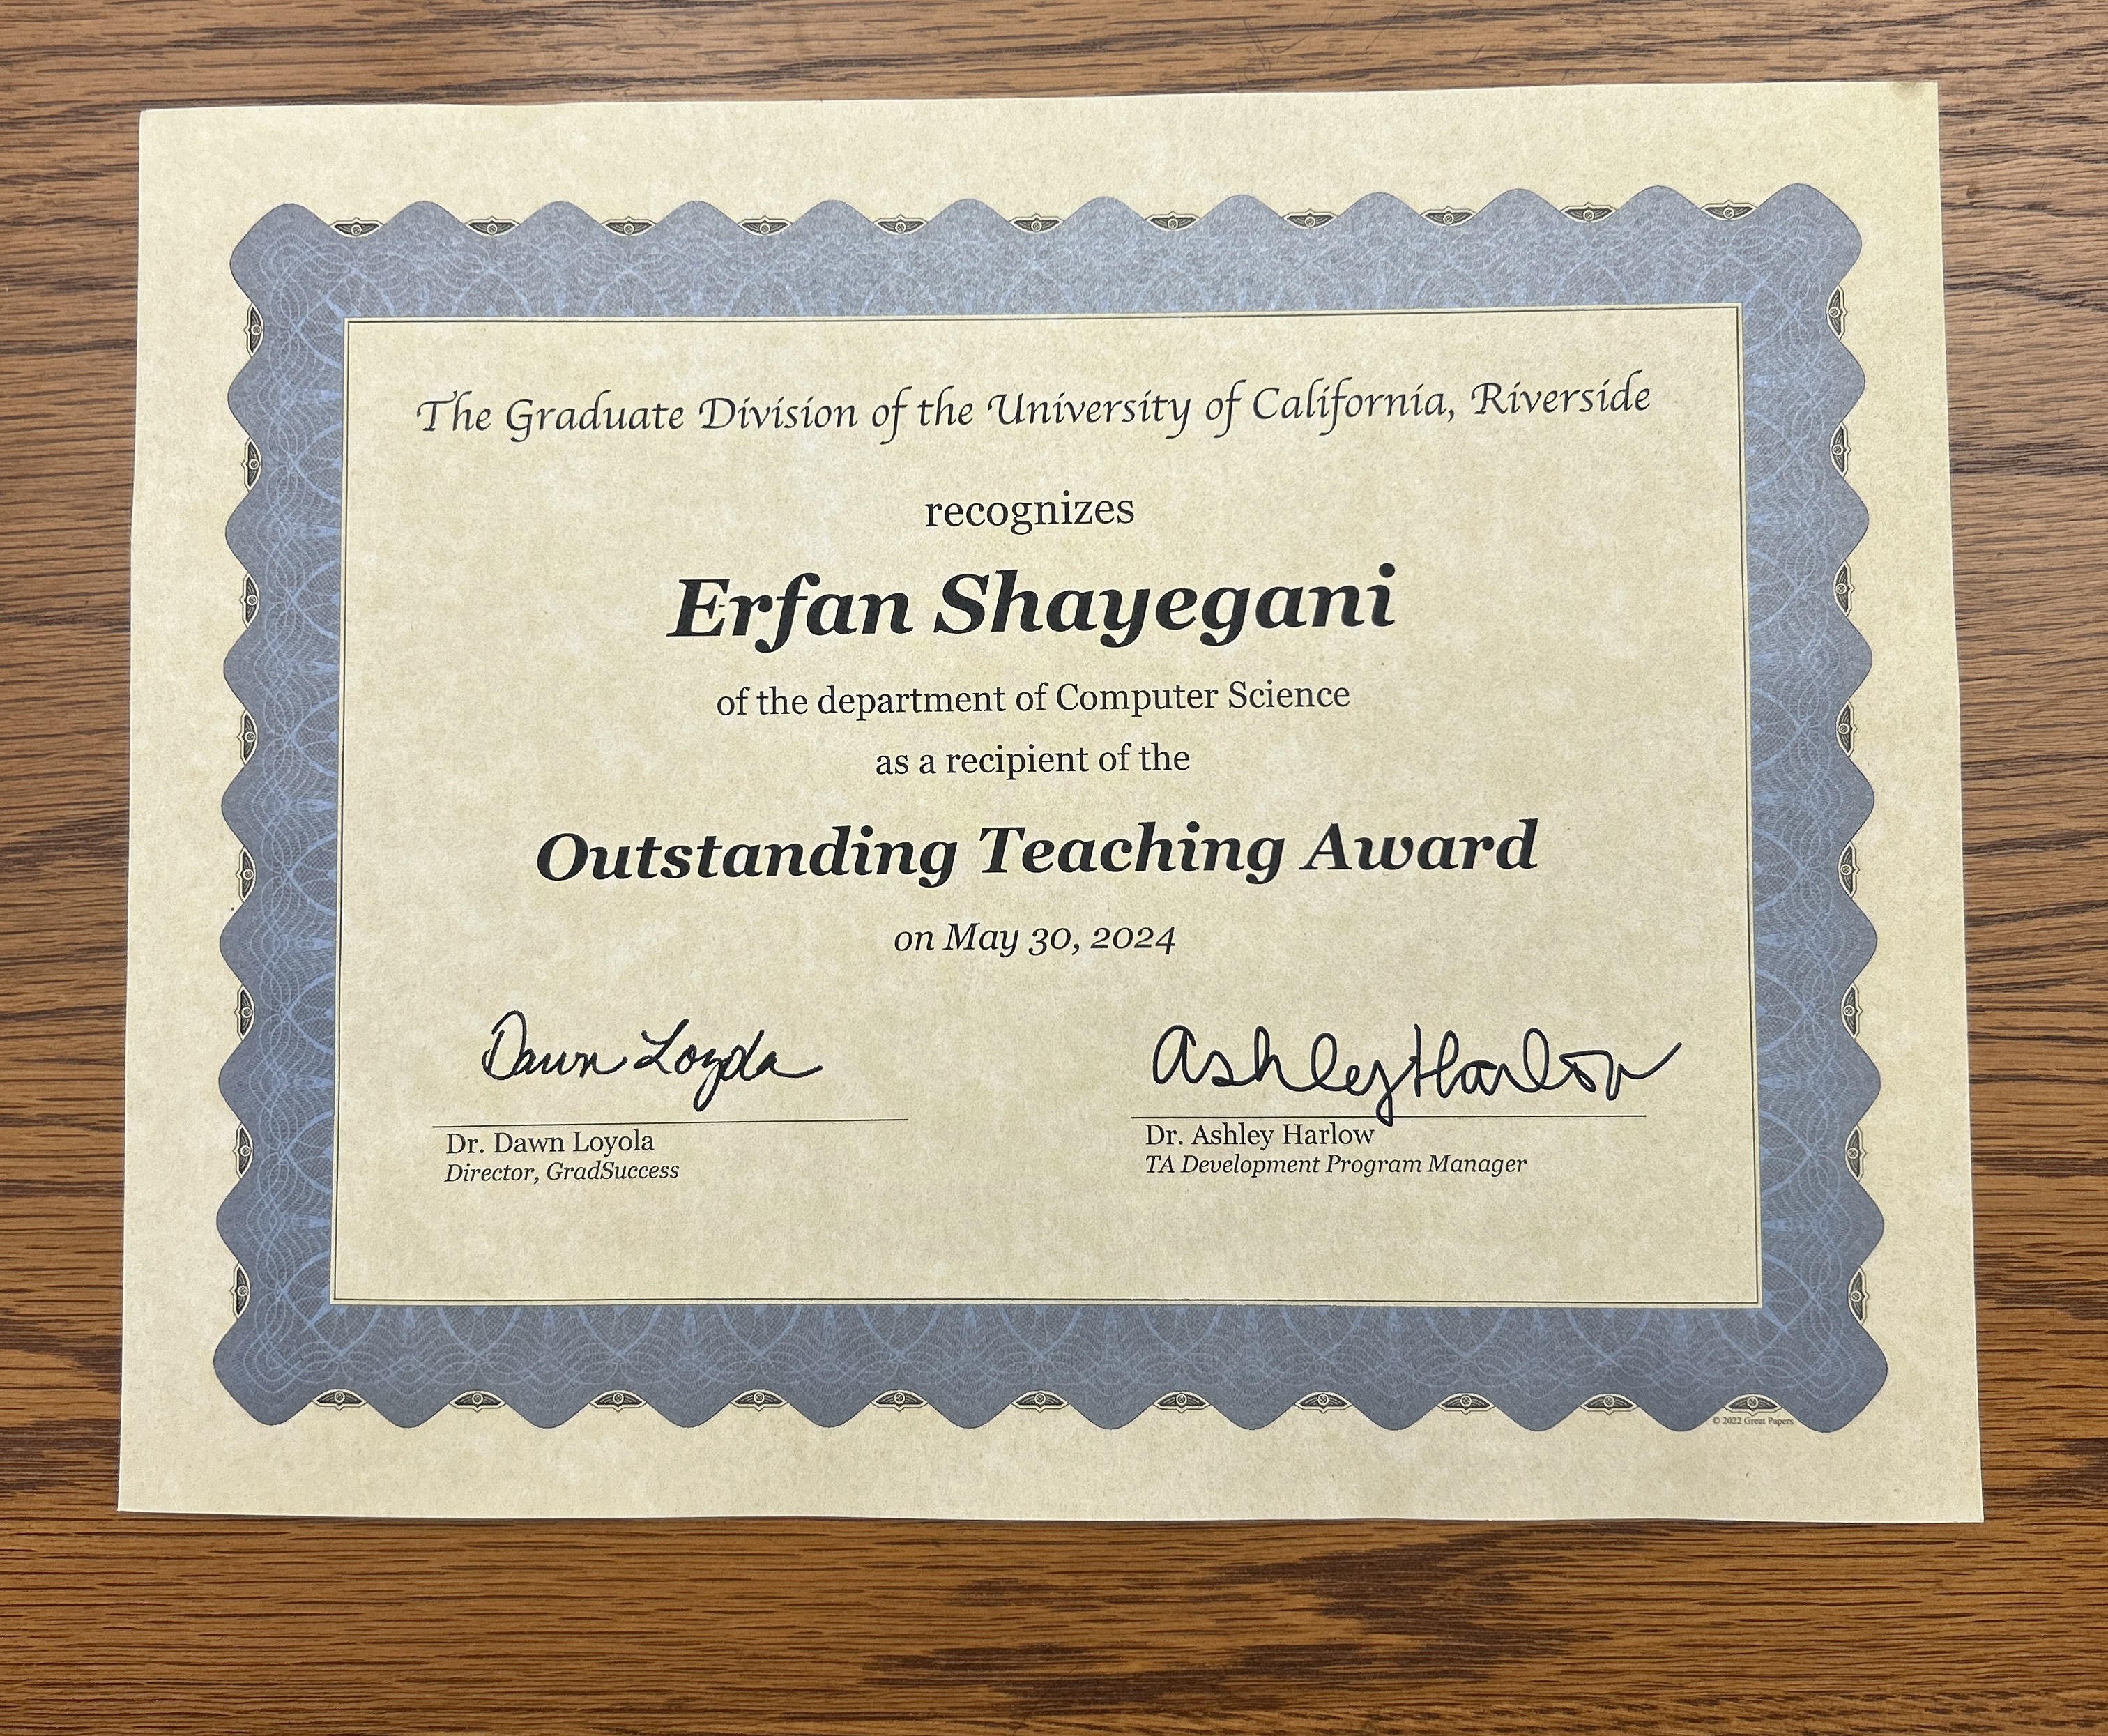 The Graduate Division of the University of California, Riverside
recognizes
Erfan Shayegani
of the department of Computer Science
as a recipient of the
Outstanding Teaching Award
on May 30, 2024
Dawn Loyola
Ashley Harlow
Dr. Dawn Loyola
Director, GradSuccess
Dr. Ashley Harlow
TA Development Program Manager
© 2022 Great Papers